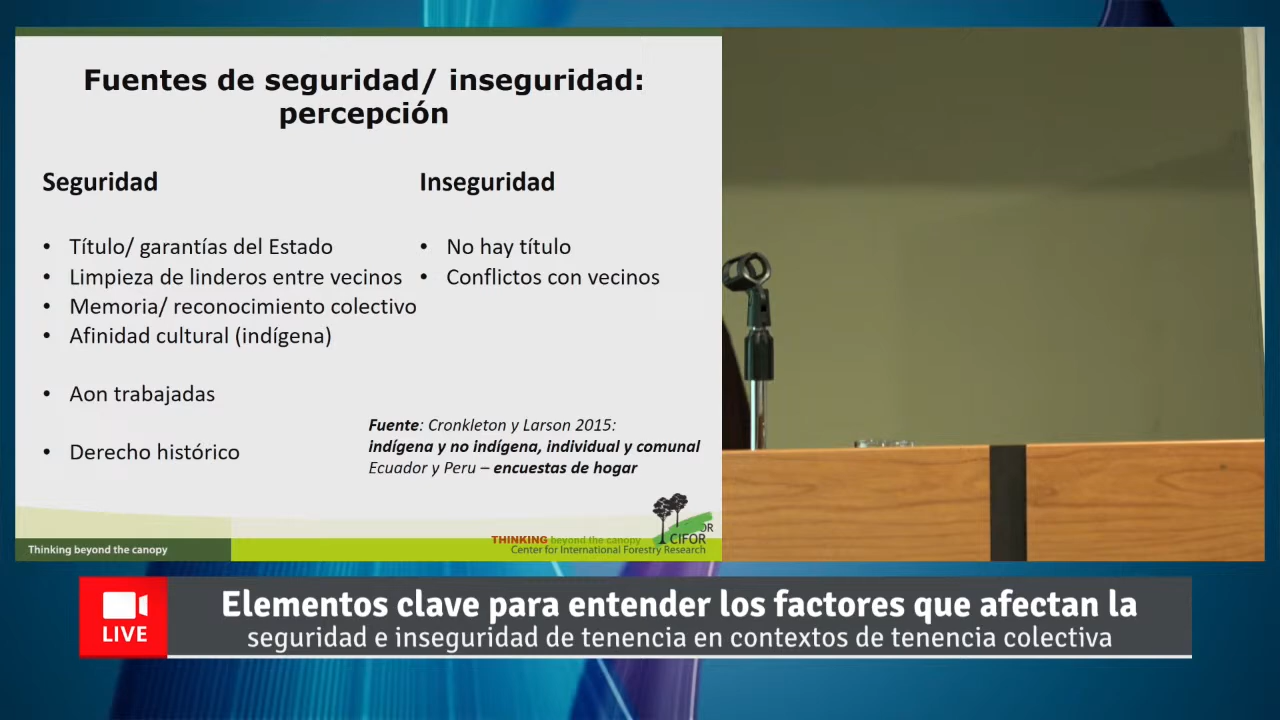 Fuentes de seguridad/ inseguridad:
percepción
Seguridad
• Título/ garantías del Estado
• Limpieza de linderos entre vecinos
• Memoria/ reconocimiento colectivo
• Afinidad cultural (indígena)
• Aon trabajadas
• Derecho histórico
Inseguridad
• No hay título
• Conflictos con vecinos
Fuente: Cronkleton y Larson 2015:
indígena y no indígena, individual y comunal
Ecuador y Peru – encuestas de hogar
Thinking beyond the canopy
THINKING beyond the canopy
CIFOR
Center for International Forestry Research
LIVE
Elementos clave para entender los factores que afectan la
seguridad e inseguridad de tenencia en contextos de tenencia colectiva